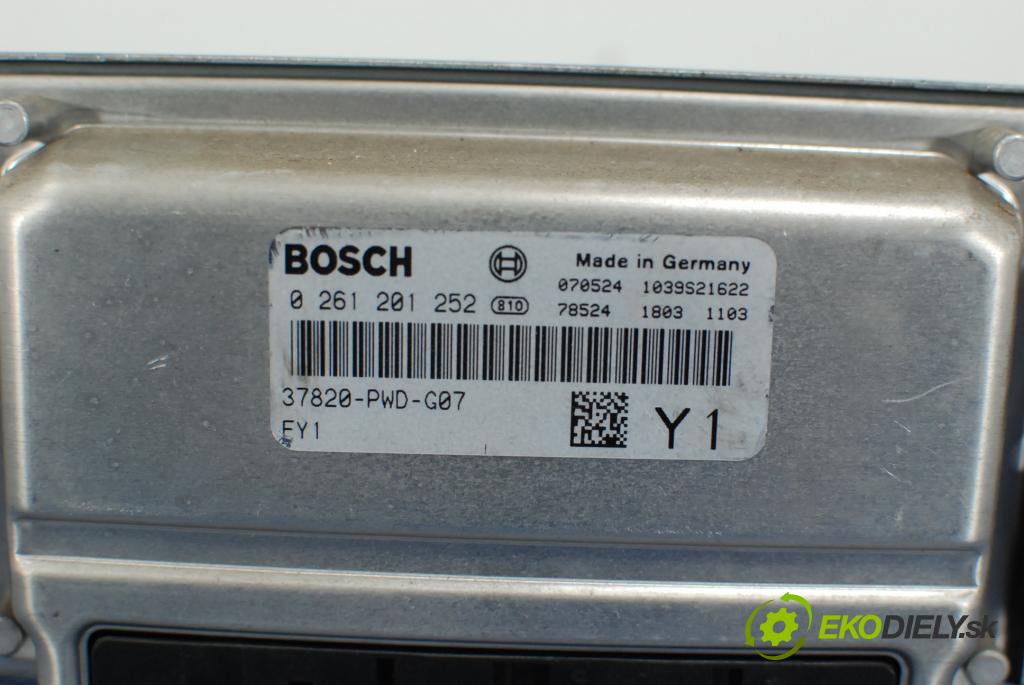 BOSCH
Made in Germany
070524 1039S21622
0 261 201 252 810
78524 1803 1103
37820-PWD-G07
EY1
Y1
EKODIELY.sk